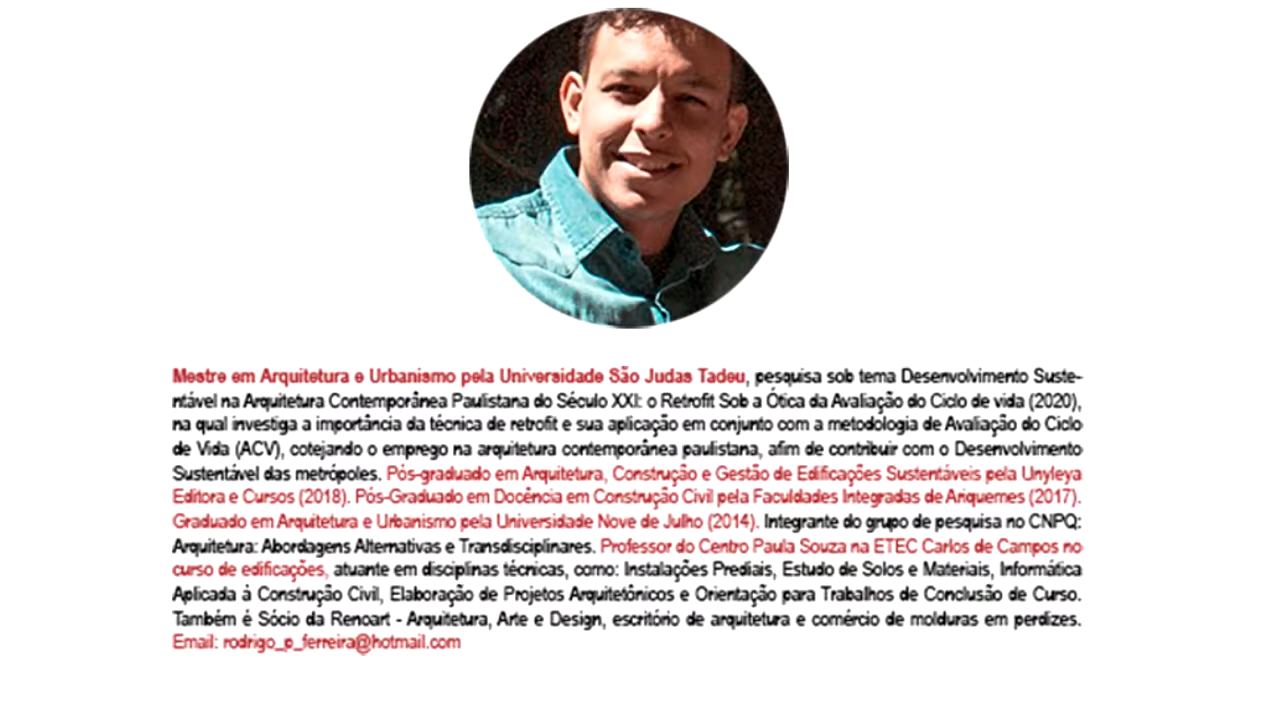 Mestre em Arquitetura e Urbanismo pela Universidade São Judas Tadeu, pesquisa sob tema Desenvolvimento Suste-
ntável na Arquitetura Contemporânea Paulistana do Século XXI: o Retrofit Sob a Ótica da Avaliação do Ciclo de vida (2020),
na qual investiga a importância da técnica de retrofit e sua aplicação em conjunto com a metodologia de Avaliação do Ciclo
de Vida (ACV), cotejando o emprego na arquitetura contemporânea paulistana, afim de contribuir com o Desenvolvimento
Sustentável das metrópoles. Pós-graduado em Arquitetura, Construção e Gestão de Edificações Sustentáveis pela Unyleya
Editora e Cursos (2018). Pós-Graduado em Docência em Construção Civil pela Faculdades Integradas de Ariquemes (2017).
Graduado em Arquitetura e Urbanismo pela Universidade Nove de Julho (2014). Integrante do grupo de pesquisa no CNPQ:
Arquitetura: Abordagens Alternativas e Transdisciplinares. Professor do Centro Paula Souza na ETEC Carlos de Campos no
curso de edificações, atuante em disciplinas técnicas, como: Instalações Prediais, Estudo de Solos e Materiais, Informática
Aplicada à Construção Civil, Elaboração de Projetos Arquitetônicos e Orientação para Trabalhos de Conclusão de Curso.
Também é Sócio da Renoart - Arquitetura, Arte e Design, escritório de arquitetura e comércio de molduras em perdizes.
Email: rodrigo_p_ferreira@hotmail.com